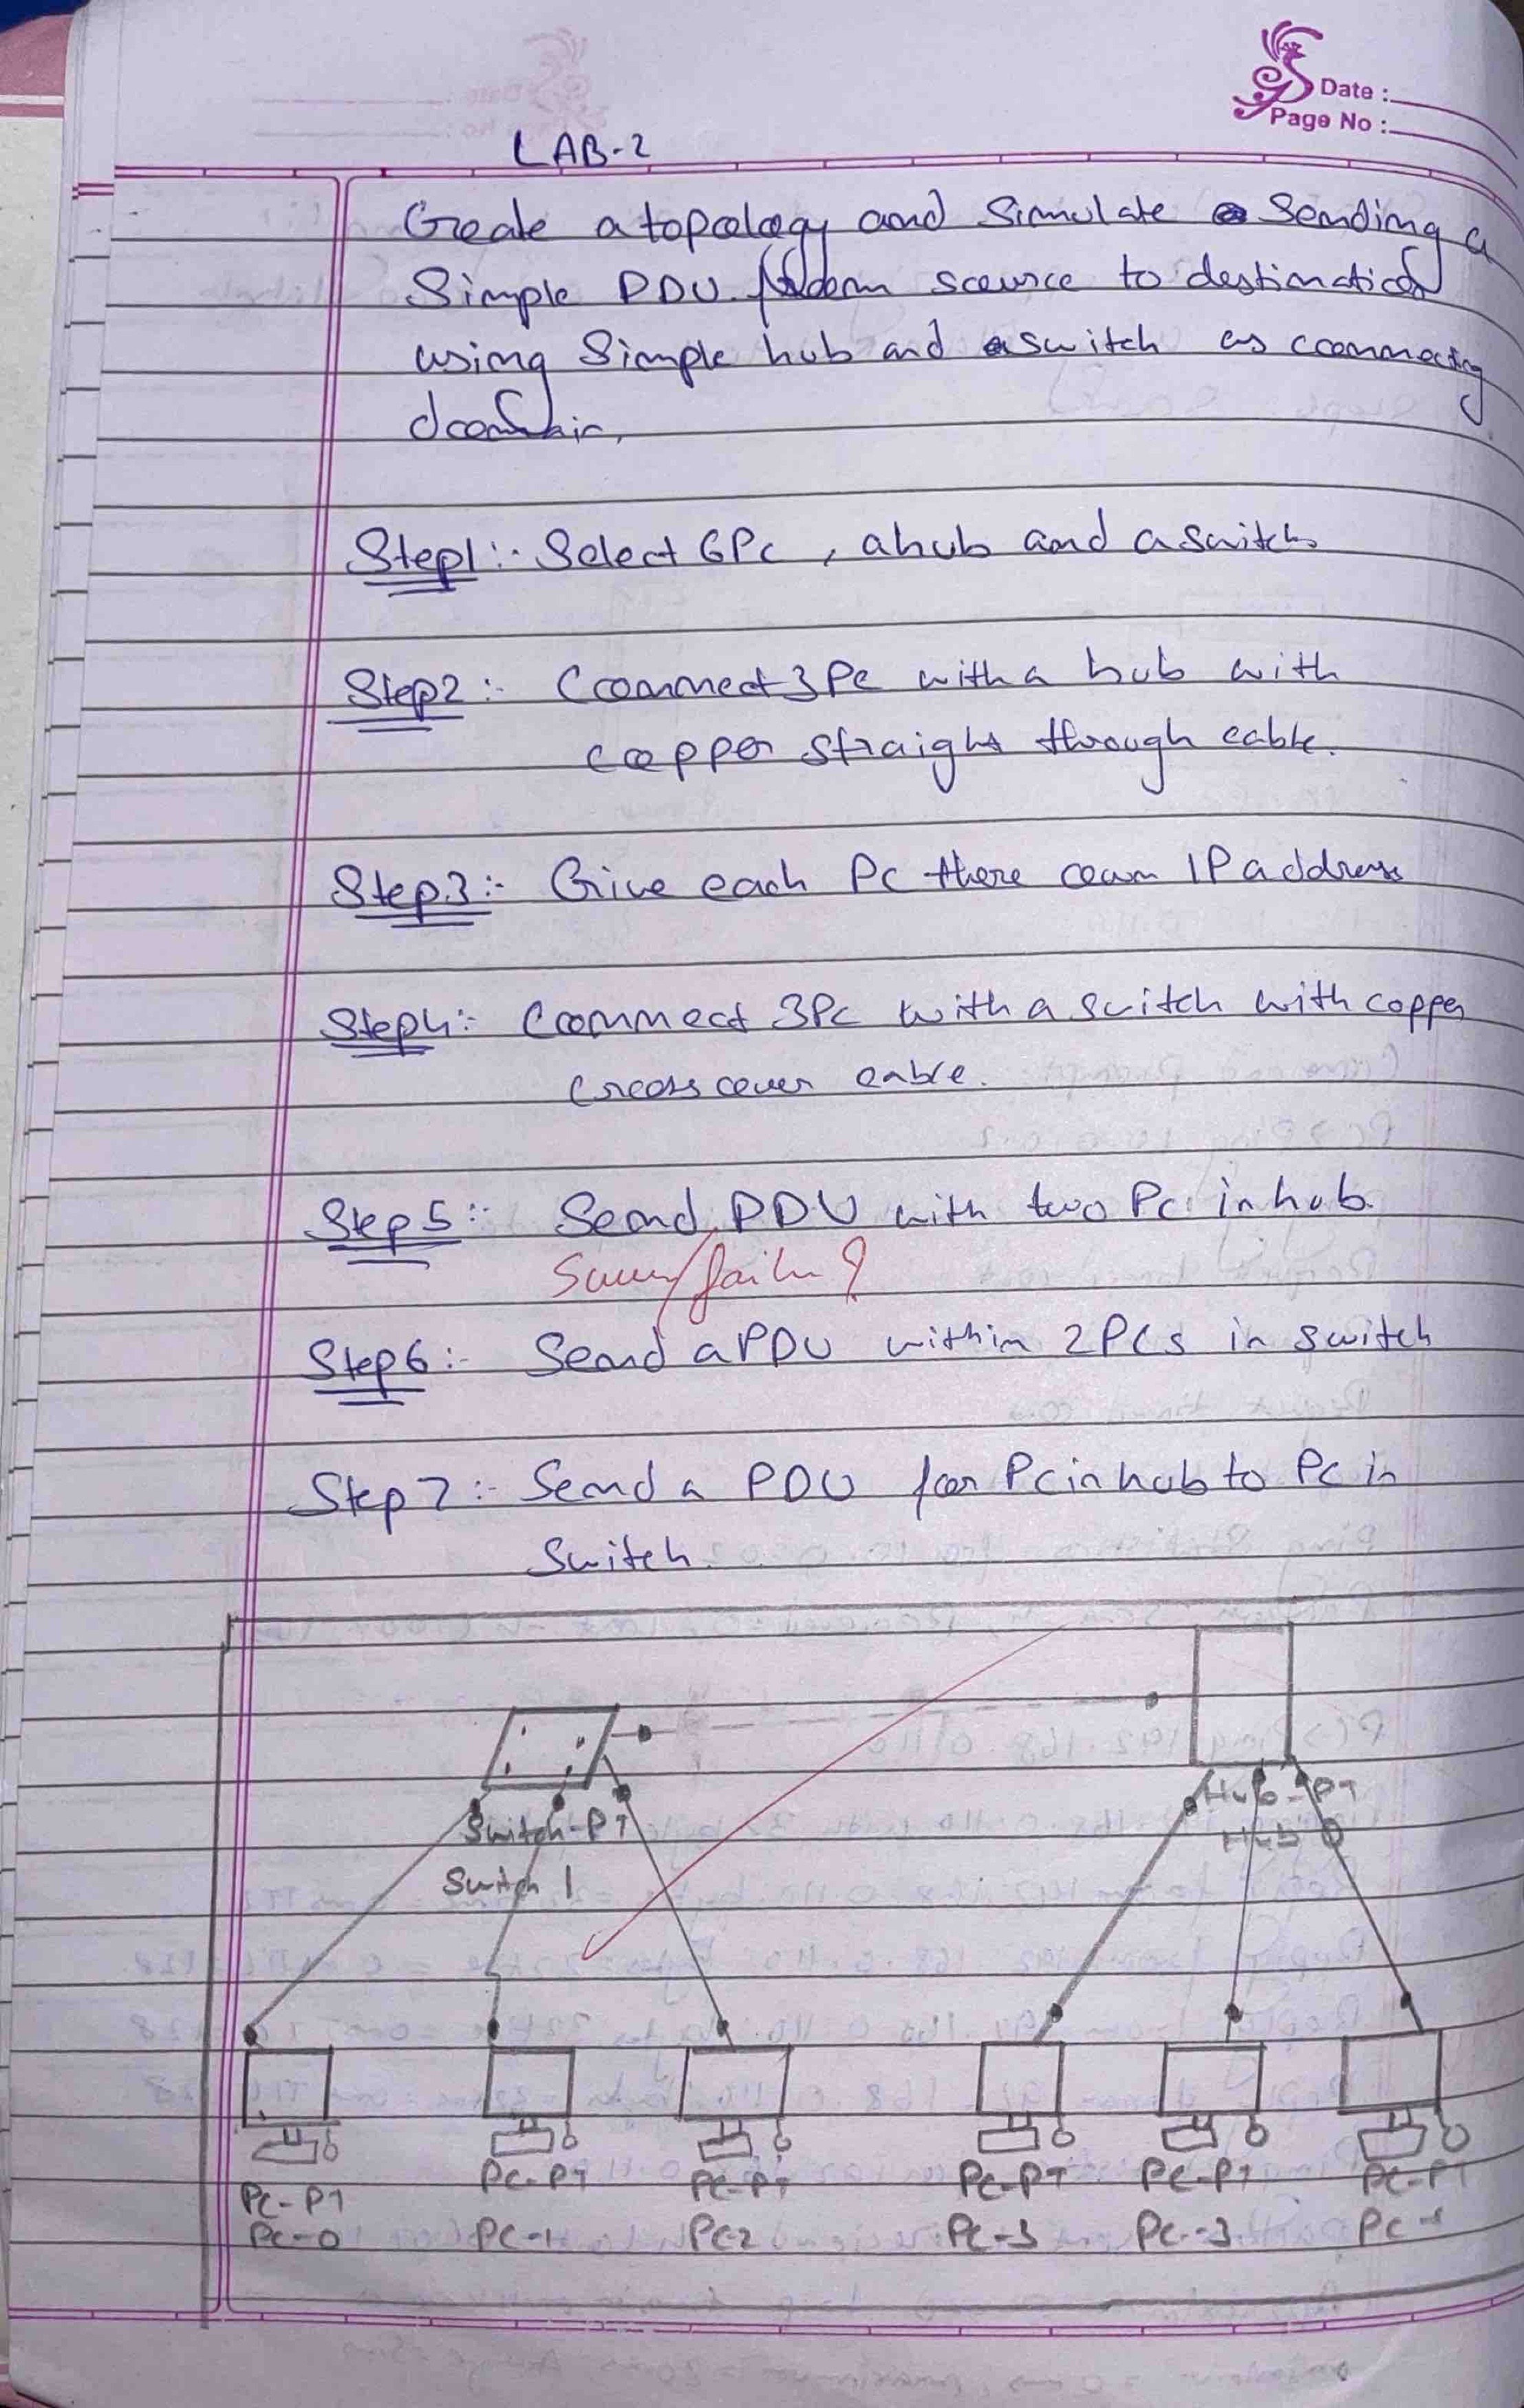 Date :
Page No :
LAB-2
Create a topology and simulate sending a
Simple PDU from source to destination
using Simple hub and a switch as connecting
domain.
Step1:- Select 6Pc, a hub and a switch
Step2:- Connect 3Pc with a hub with
copper straight through cable.
Step3:- Give each Pc there own IP address
Step4:- Connect 3Pc with a switch with copper
cross cover cable.
Step5:- Send PDU with two Pc in hub.
/failu?
Step6:- Send a PDU within 2PCs in switch
Step7:- Send a PDU for Pc in hub to Pc in
Switch.
Switch-PT
Switch 1
Hub-PT
Hub 0
PC-PT PC-PT PC-PT PC-PT PC-PT PC-PT
PC-0 PC-1 PC2 PC-3 PC-3 PC-